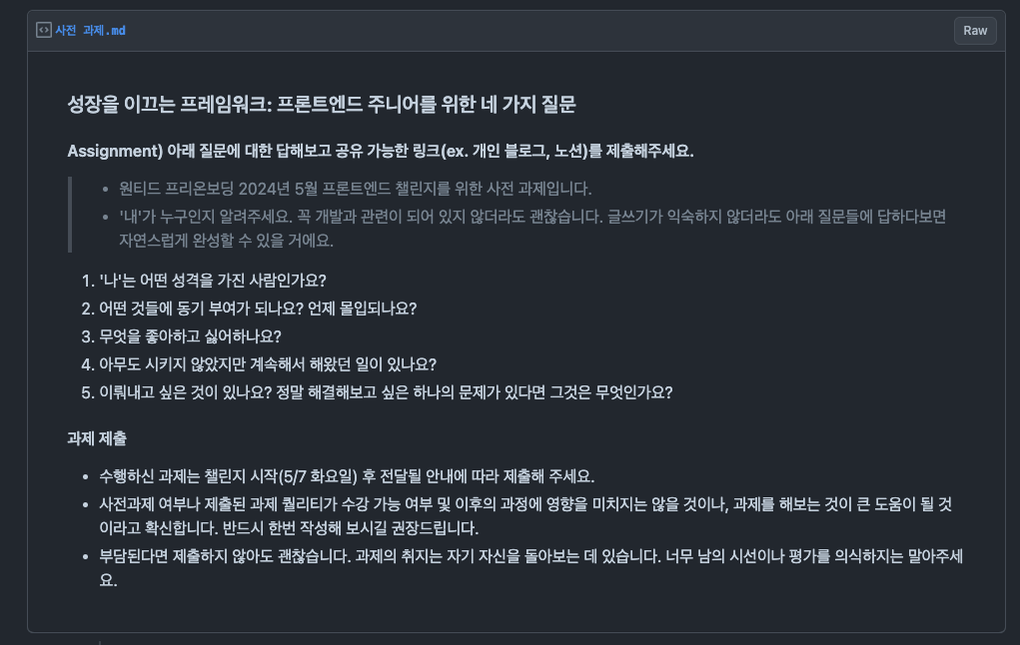 사전 과제.md
Raw
성장을 이끄는 프레임워크: 프론트엔드 주니어를 위한 네 가지 질문
Assignment) 아래 질문에 대한 답해보고 공유 가능한 링크(ex. 개인 블로그, 노션)를 제출해주세요.
• 원티드 프리온보딩 2024년 5월 프론트엔드 챌린지를 위한 사전 과제입니다.
• '내'가 누구인지 알려주세요. 꼭 개발과 관련이 되어 있지 않더라도 괜찮습니다. 글쓰기가 익숙하지 않더라도 아래 질문들에 답하다보면
자연스럽게 완성할 수 있을 거에요.
1. '나'는 어떤 성격을 가진 사람인가요?
2. 어떤 것들에 동기 부여가 되나요? 언제 몰입되나요?
3. 무엇을 좋아하고 싫어하나요?
4. 아무도 시키지 않았지만 계속해서 해왔던 일이 있나요?
5. 이뤄내고 싶은 것이 있나요? 정말 해결해보고 싶은 하나의 문제가 있다면 그것은 무엇인가요?
과제 제출
• 수행하신 과제는 챌린지 시작(5/7 화요일) 후 전달될 안내에 따라 제출해 주세요.
• 사전과제 여부나 제출된 과제 퀄리티가 수강 가능 여부 및 이후의 과정에 영향을 미치지는 않을 것이나, 과제를 해보는 것이 큰 도움이 될 것
이라고 확신합니다. 반드시 한번 작성해 보시길 권장드립니다.
• 부담된다면 제출하지 않아도 괜찮습니다. 과제의 취지는 자기 자신을 돌아보는 데 있습니다. 너무 남의 시선이나 평가를 의식하지는 말아주세
요.